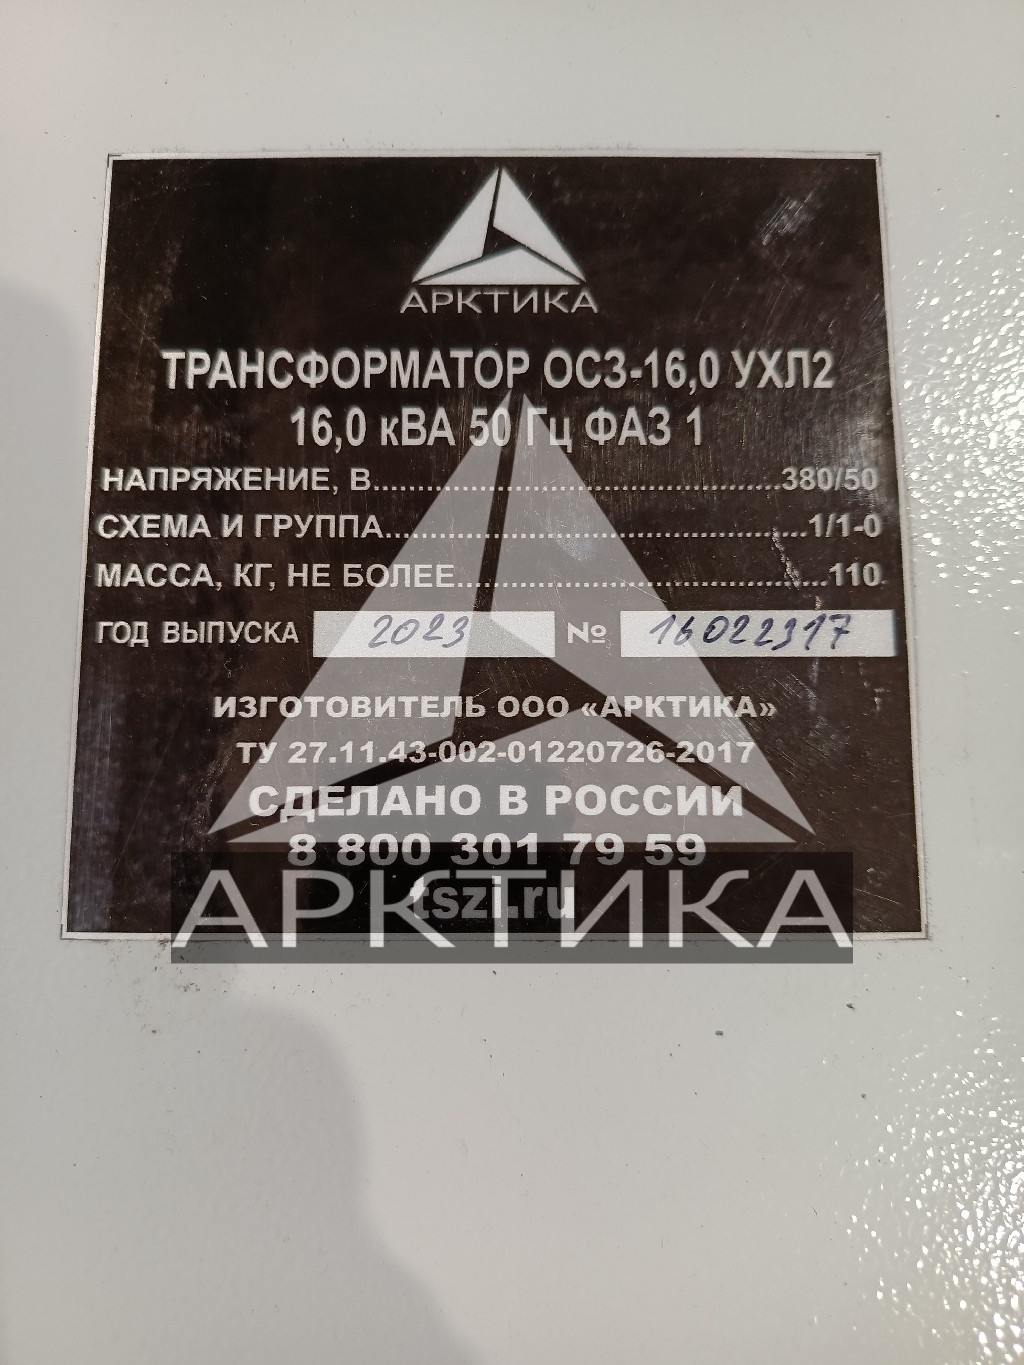 АРКТИКА
ТРАНСФОРМАТОР ОСЗ-16,0 УХЛ2
16,0 кВА 50 Гц ФАЗ 1
НАПРЯЖЕНИЕ, В..................................................380/50
СХЕМА И ГРУППА..................................................1/1-0
МАССА, КГ, НЕ БОЛЕЕ.............................................110
ГОД ВЫПУСКА 2023 № 16022317
ИЗГОТОВИТЕЛЬ ООО «АРКТИКА»
ТУ 27.11.43-002-01220726-2017
СДЕЛАНО В РОССИИ
8 800 301 79 59
tszi.ru
АРКТИКА